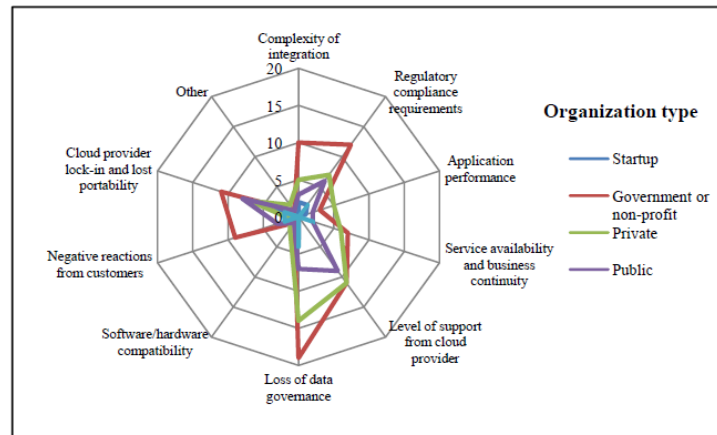 Complexity of
integration
20
15
10
5
0
Regulatory
compliance
requirements
Application
performance
Service availability
and business
continuity
Level of support
from cloud
provider
Loss of data
governance
Software/hardware
compatibility
Negative reactions
from customers
Cloud provider
lock-in and lost
portability
Other
Organization type
Startup
Government or
non-profit
Private
Public